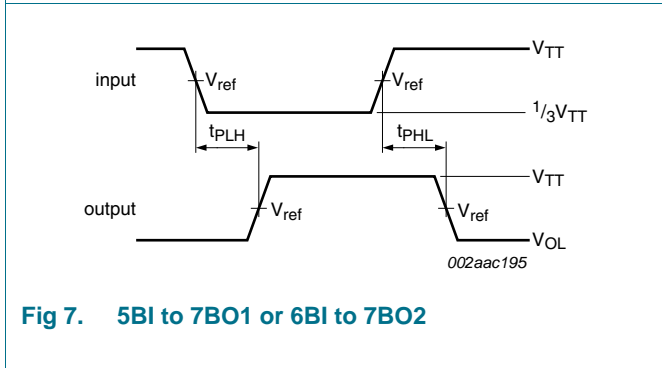 V_TT
input
V_ref
V_ref
1/3V_TT
t_PLH
t_PHL
V_TT
output
V_ref
V_ref
V_OL
002aac195
Fig 7. 5BI to 7BO1 or 6BI to 7BO2